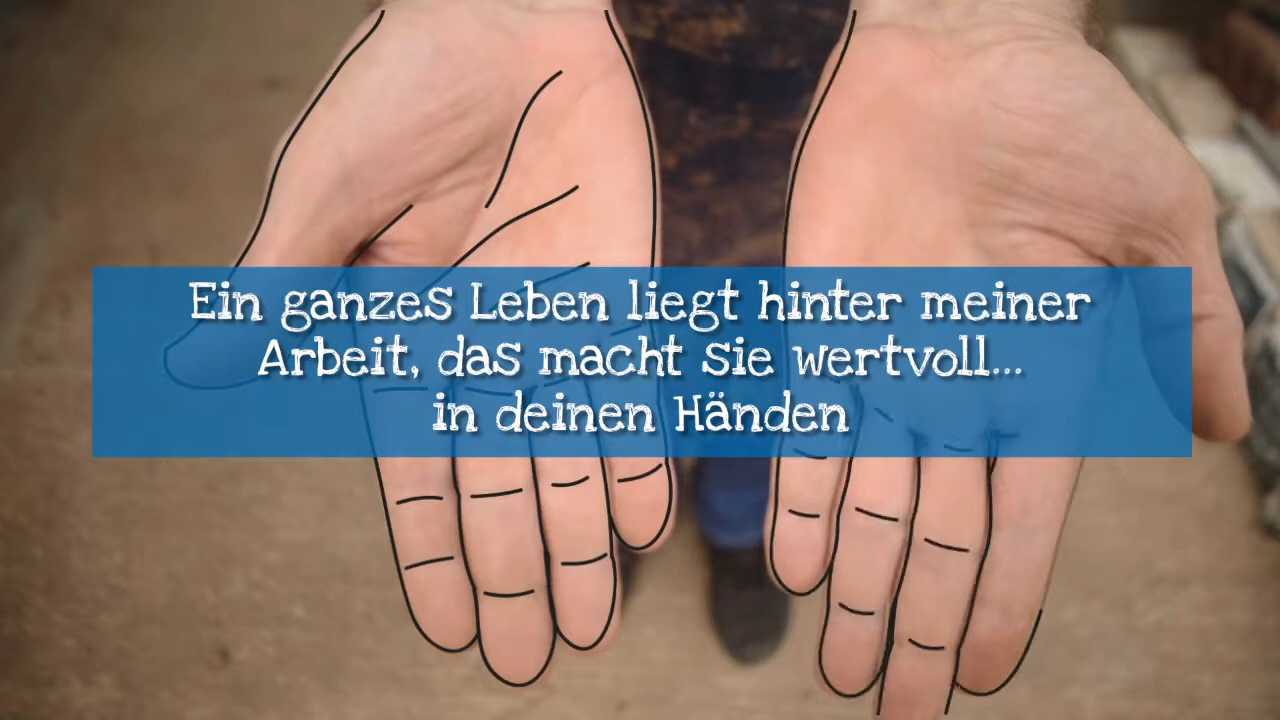 Ein ganzes Leben liegt hinter meiner
Arbeit, das macht sie wertvoll...
in deinen Händen